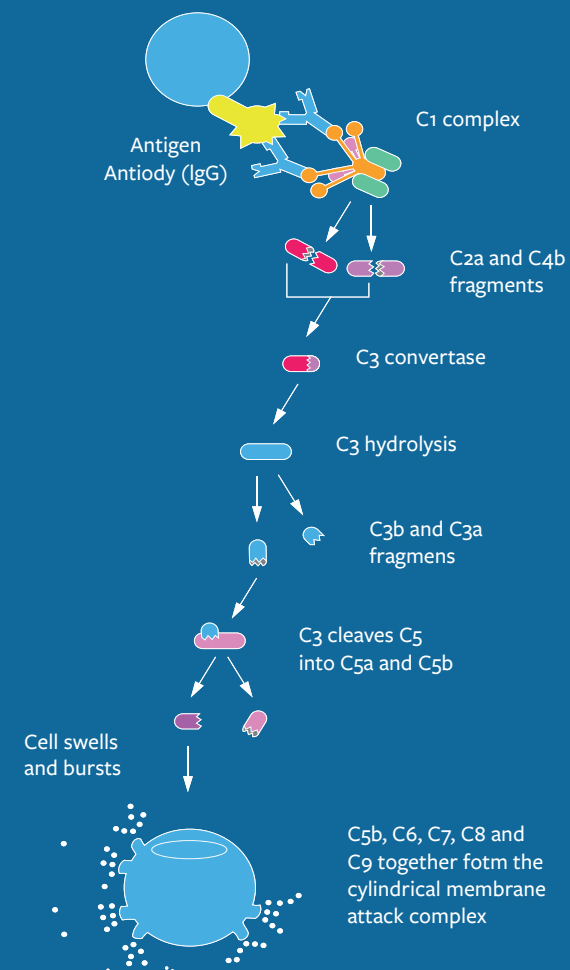 C1 complex
Antigen
Antiody (lgG)
C2a and C4b
fragments
C3 convertase
C3 hydrolysis
C3b and C3a
fragmens
C3 cleaves C5
into C5a and C5b
Cell swells
and bursts
C5b, C6, C7, C8 and
C9 together fotm the
cylindrical membrane
attack complex